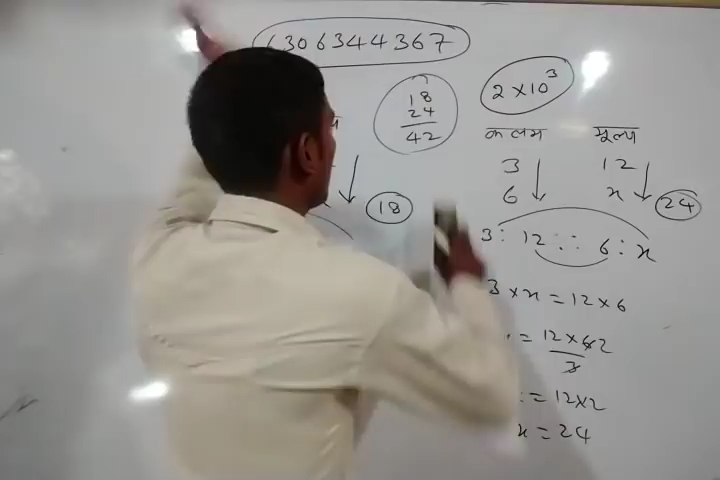 6306344367
18
24
42
2 × 10³
कलम मूल्य
3 12
6 x
18
24
3 : 12 :: 6 : x
3 × x = 12 × 6
= 12 × 6 2
3
= 12 × 2
x = 24